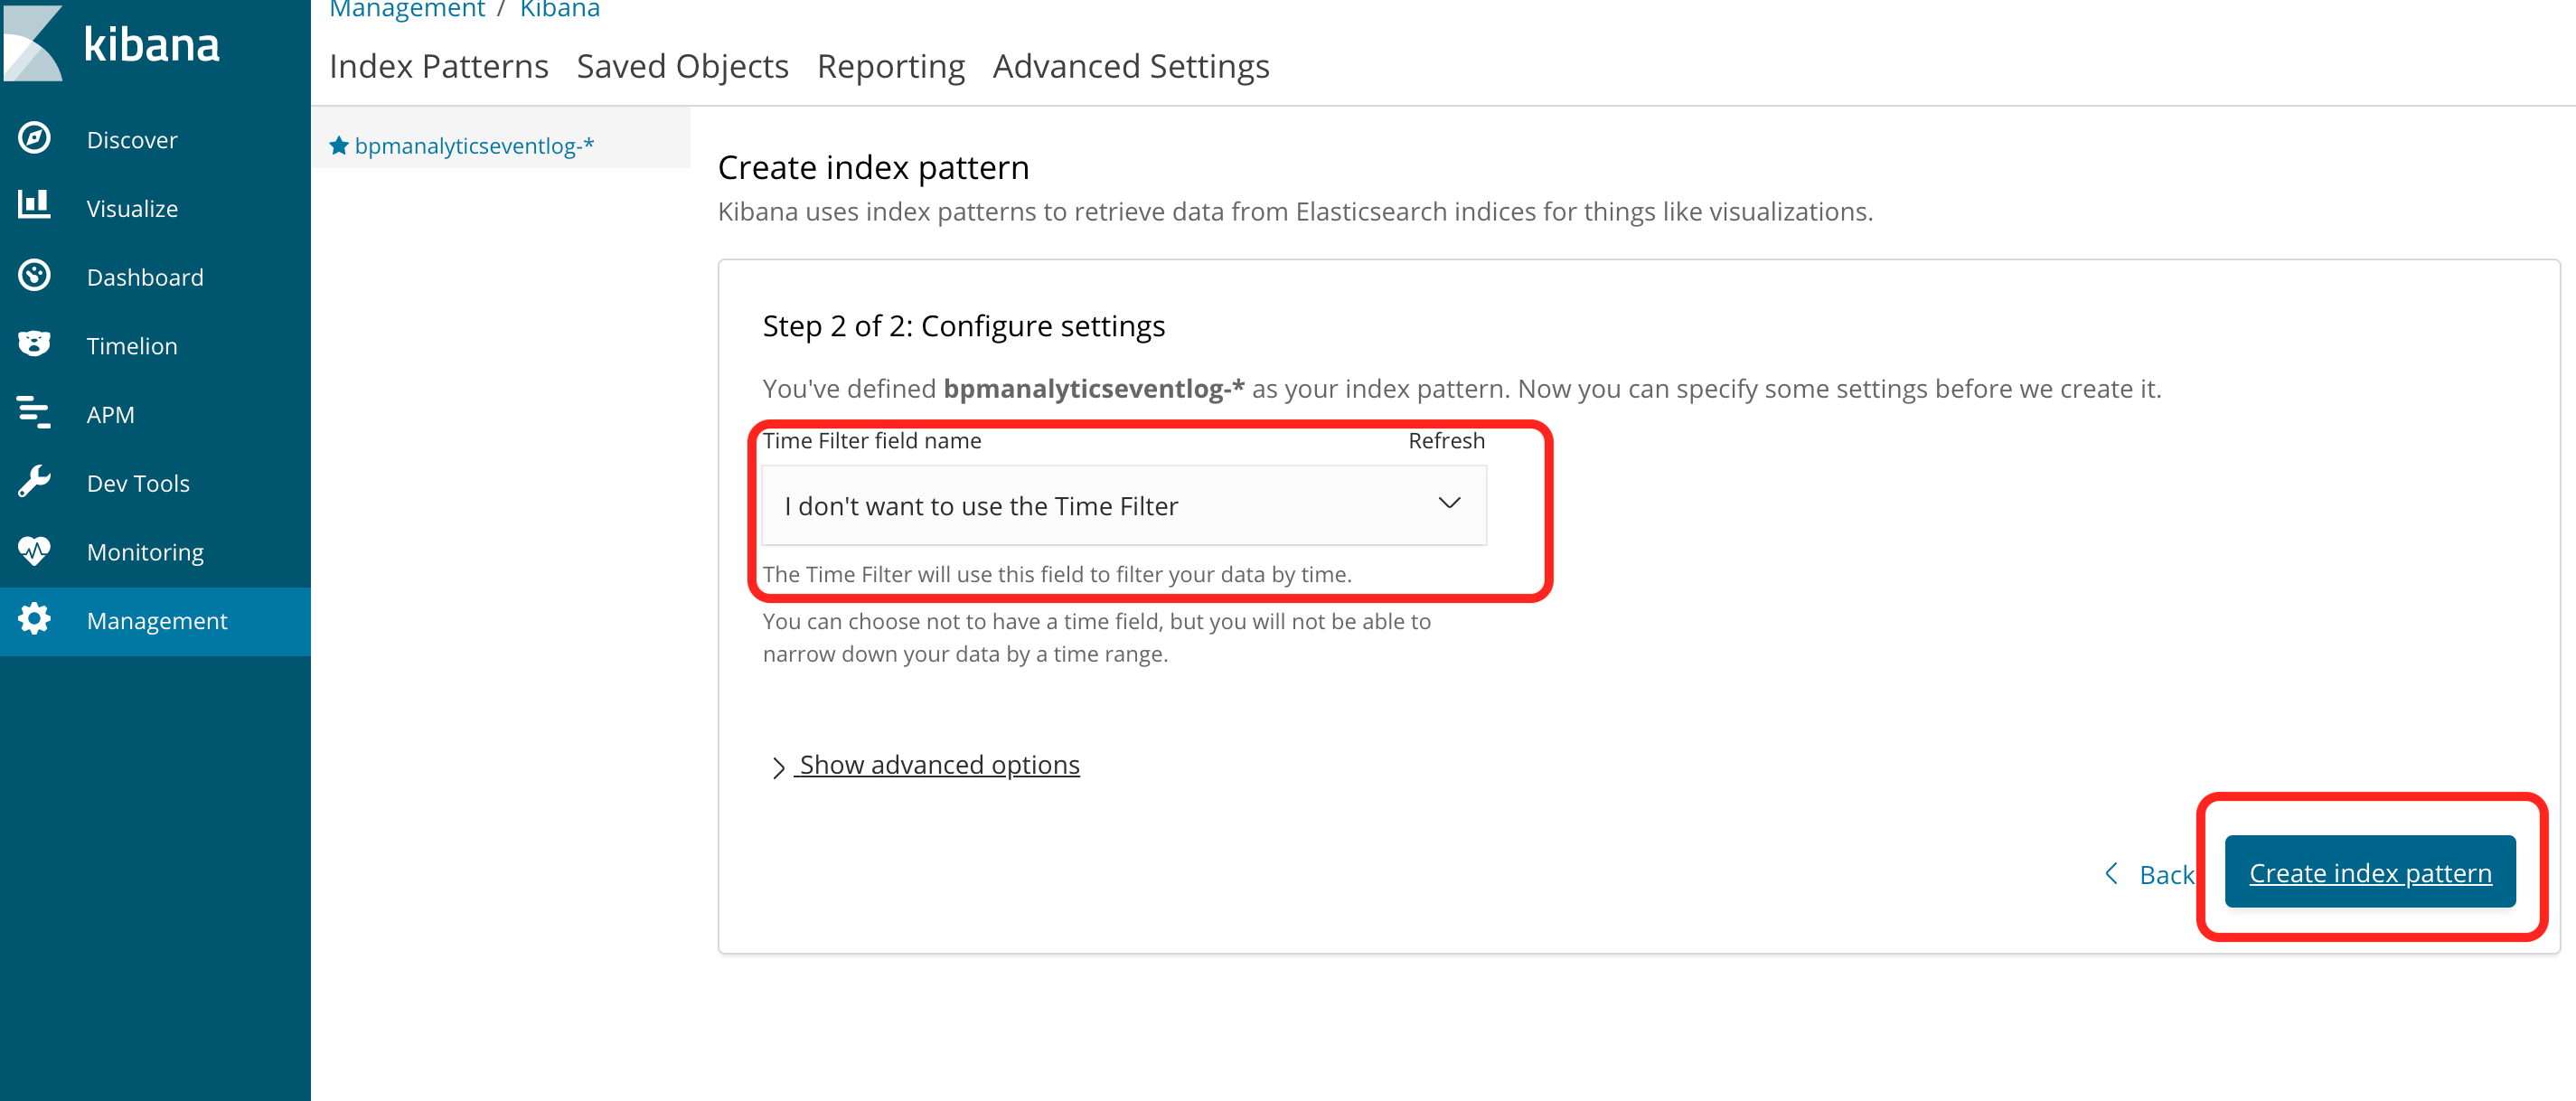 Management / Kibana
kibana
Index Patterns Saved Objects Reporting Advanced Settings
Discover
Visualize
Dashboard
Timelion
APM
Dev Tools
Monitoring
Management
bpmanalyticseventlog-*
Create index pattern
Kibana uses index patterns to retrieve data from Elasticsearch indices for things like visualizations.
Step 2 of 2: Configure settings
You've defined bpmanalyticseventlog-* as your index pattern. Now you can specify some settings before we create it.
Time Filter field name Refresh
I don't want to use the Time Filter
The Time Filter will use this field to filter your data by time.
You can choose not to have a time field, but you will not be able to
narrow down your data by a time range.
Show advanced options
Back
Create index pattern